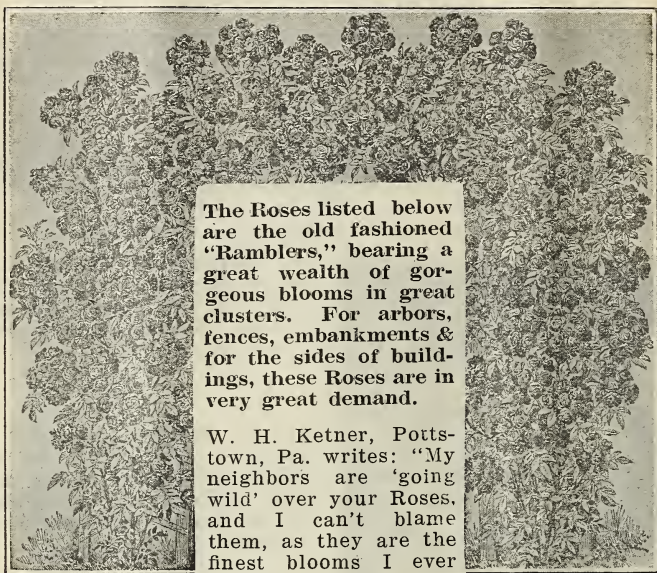 The Roses listed below
are the old fashioned
“Ramblers,” bearing a
great wealth of gor-
geous blooms in great
clusters. For arbors,
fences, embankments &
for the sides of build-
ings, these Roses are in
very great demand.
W. H. Ketner, Potts-
town, Pa. writes: “My
neighbors are ‘going
wild’ over your Roses,
and I can’t blame
them, as they are the
finest blooms I ever